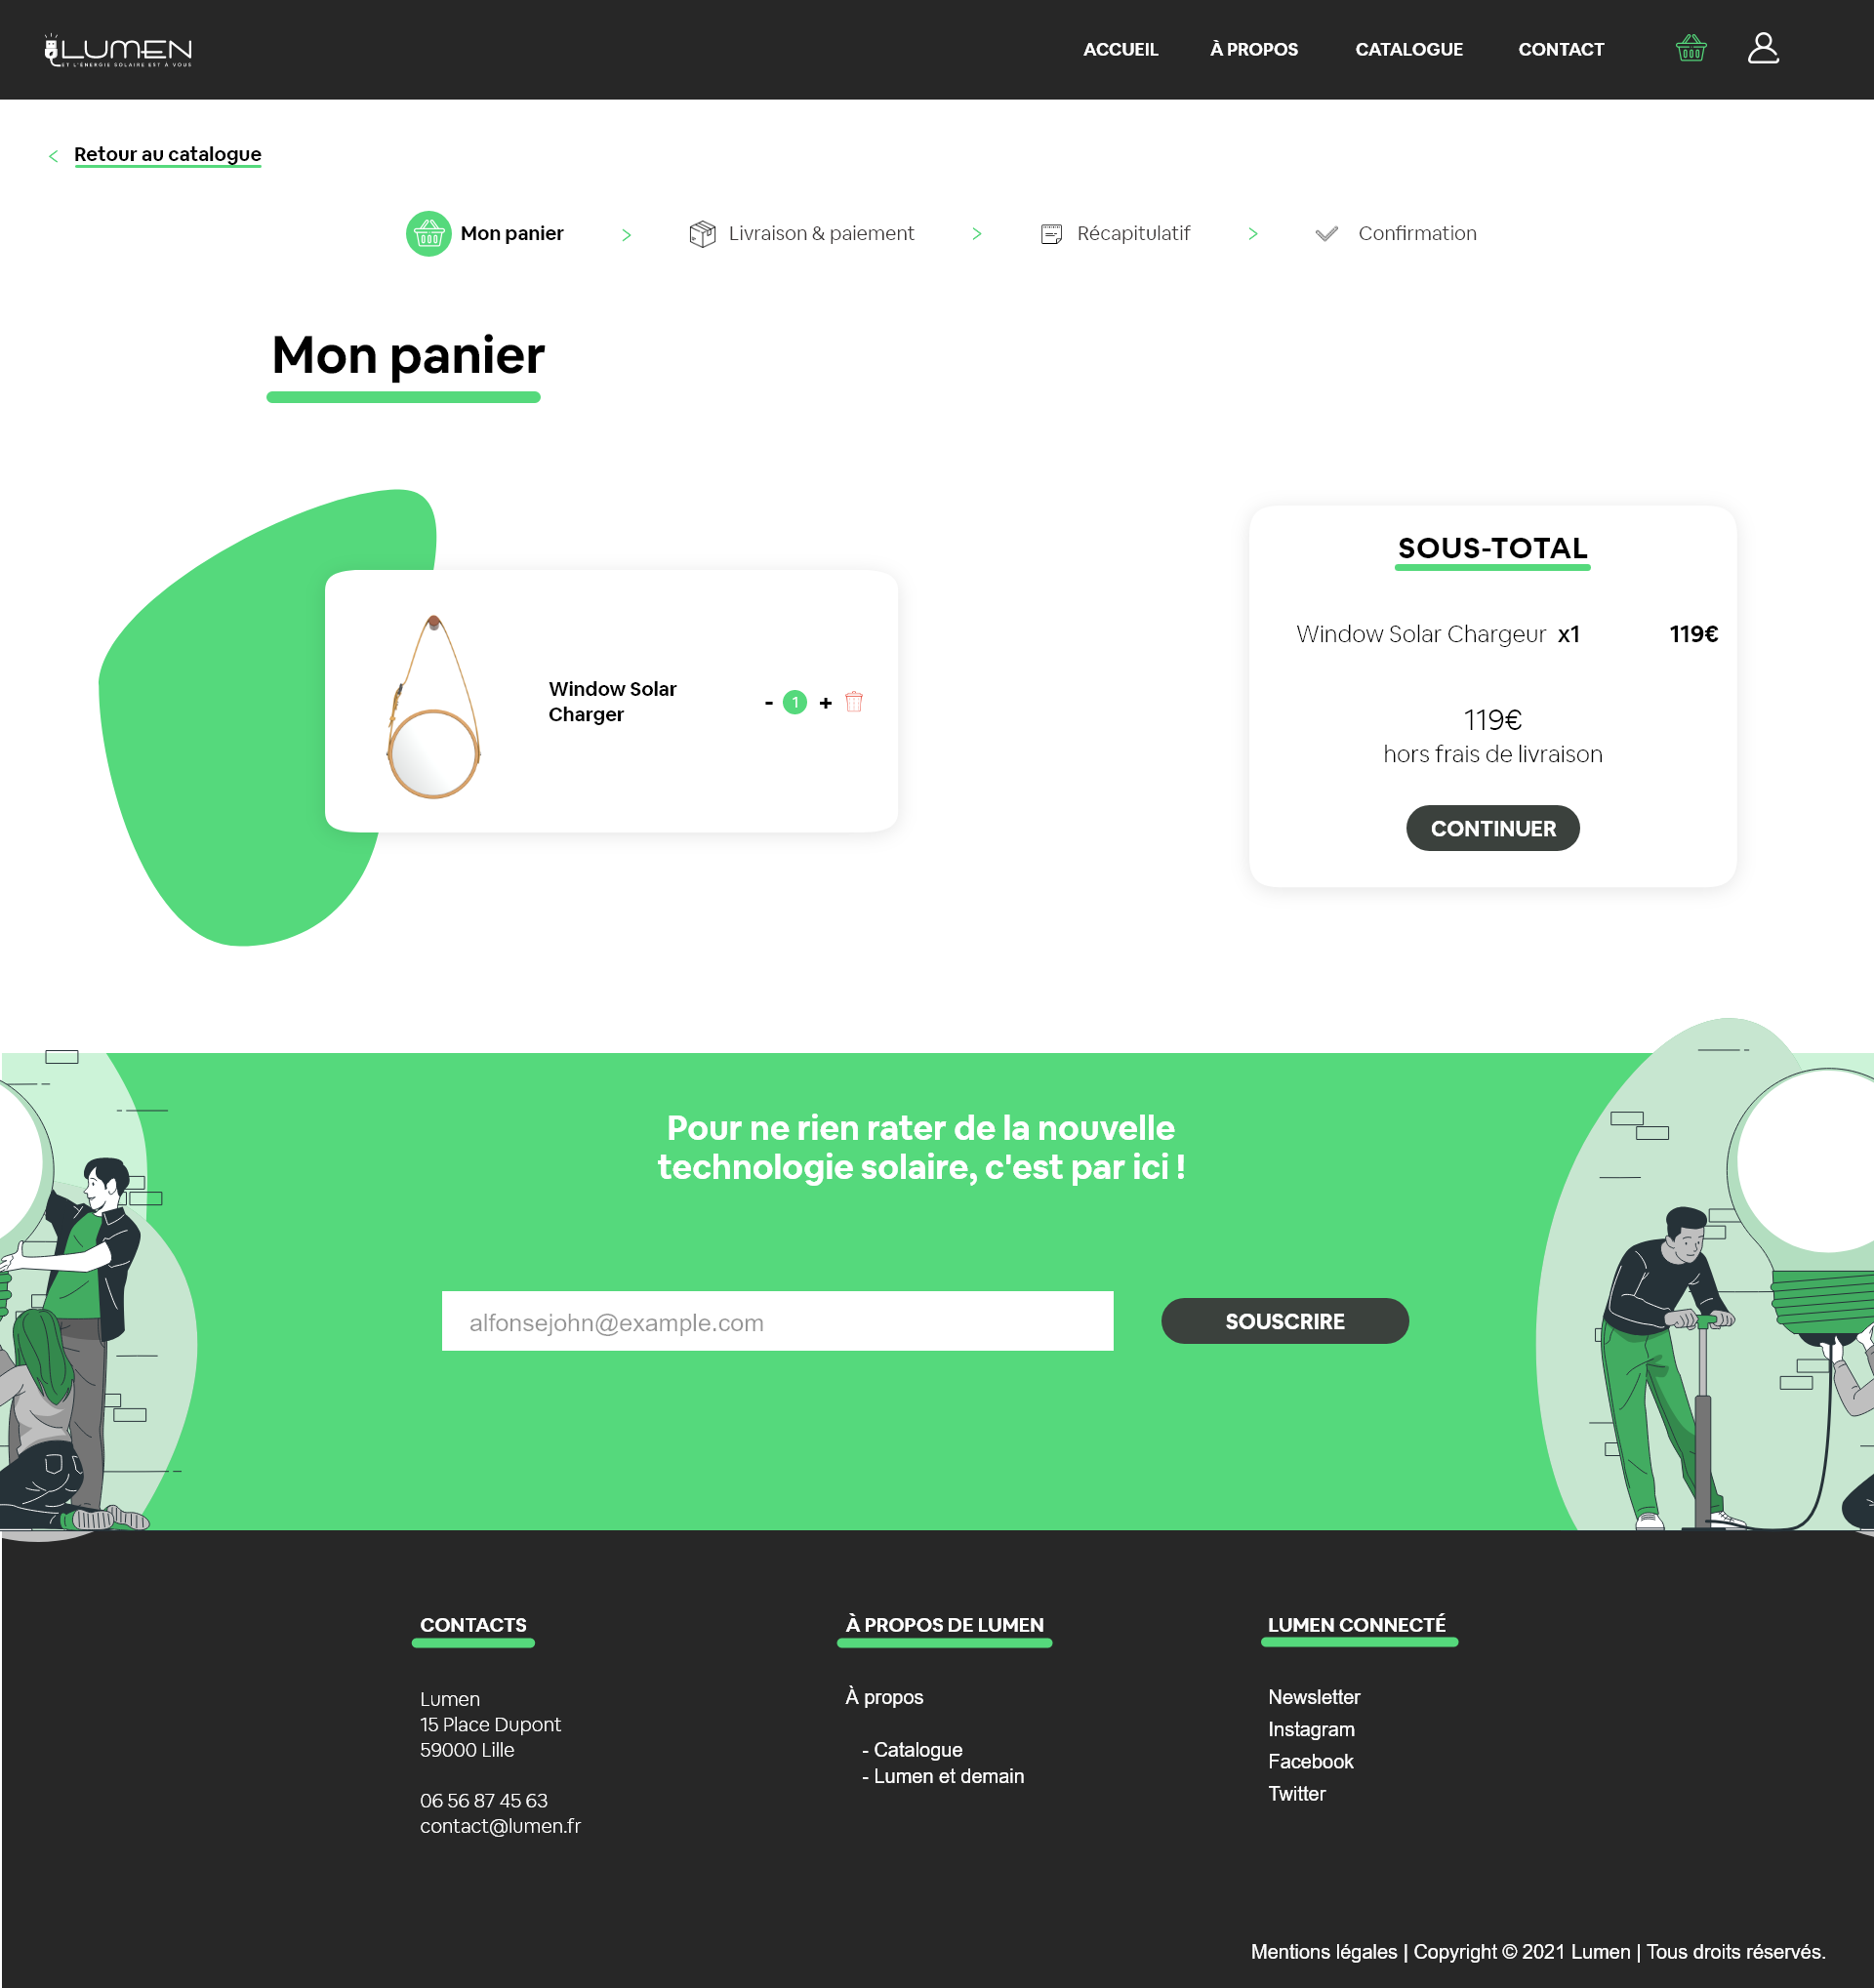 LUMEN
ET L'ÉNERGIE SOLAIRE EST À VOUS
ACCUEIL
À PROPOS
CATALOGUE
CONTACT
< Retour au catalogue
Mon panier > Livraison & paiement > Récapitulatif > Confirmation
Mon panier
Window Solar
Charger
- 1 +
SOUS-TOTAL
Window Solar Chargeur x1 119€
119€
hors frais de livraison
CONTINUER
Pour ne rien rater de la nouvelle
technologie solaire, c'est par ici !
alfonsejohn@example.com
SOUSCRIRE
CONTACTS
Lumen
15 Place Dupont
59000 Lille
06 56 87 45 63
contact@lumen.fr
À PROPOS DE LUMEN
À propos
- Catalogue
- Lumen et demain
LUMEN CONNECTÉ
Newsletter
Instagram
Facebook
Twitter
Mentions légales | Copyright © 2021 Lumen | Tous droits réservés.